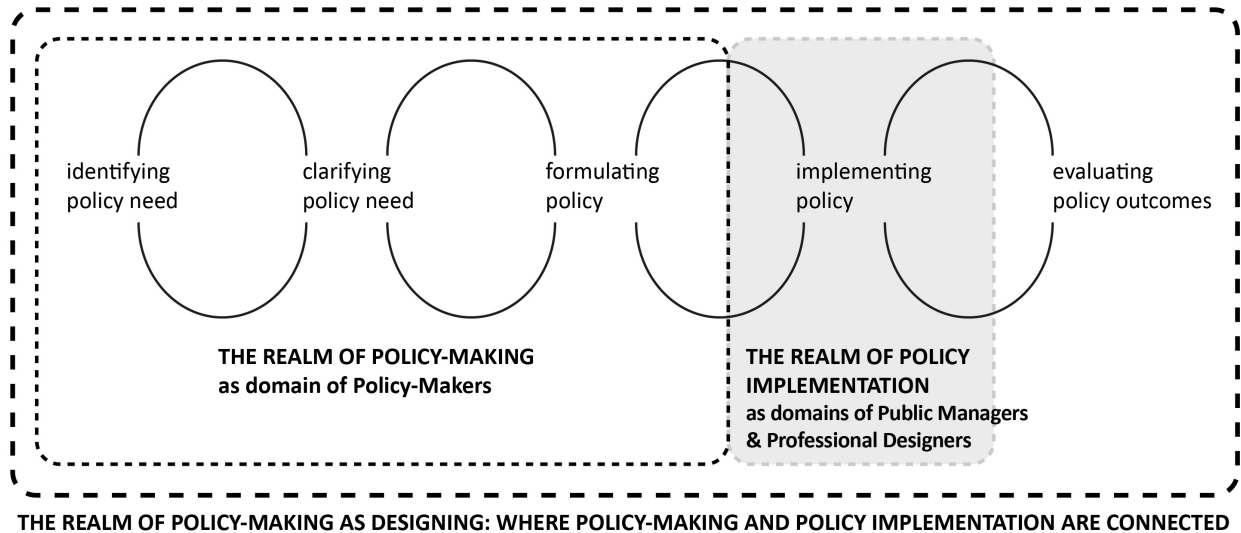 identifying
policy need
clarifying
policy need
formulating
policy
implementing
policy
evaluating
policy outcomes
THE REALM OF POLICY-MAKING
as domain of Policy-Makers
THE REALM OF POLICY
IMPLEMENTATION
as domains of Public Managers
& Professional Designers
THE REALM OF POLICY-MAKING AS DESIGNING: WHERE POLICY-MAKING AND POLICY IMPLEMENTATION ARE CONNECTED